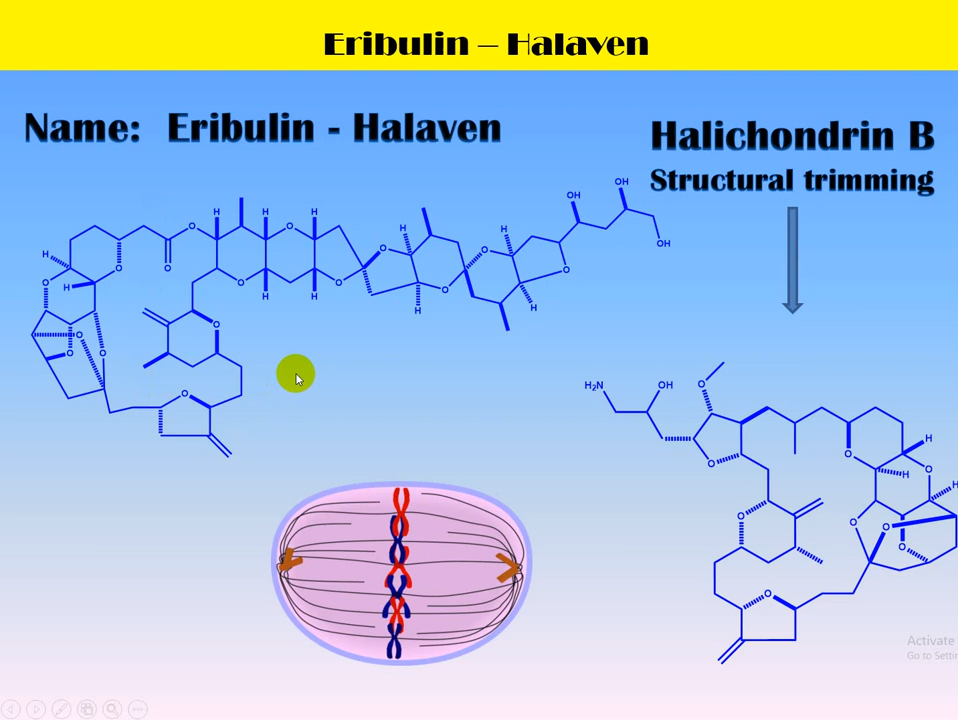 Eribulin – Halaven
Name: Eribulin - Halaven
Halichondrin B
Structural trimming
OH
OH
OH
H
H
H
H
H
O
O
O
O
O
O
H
H
O
O
O
O
H
H
H
H
O
H
O
O
O
O
O
O
H₂N
OH
O
O
O
H
H
O
H
O
O
O
O
O
Activate
Go to Settin